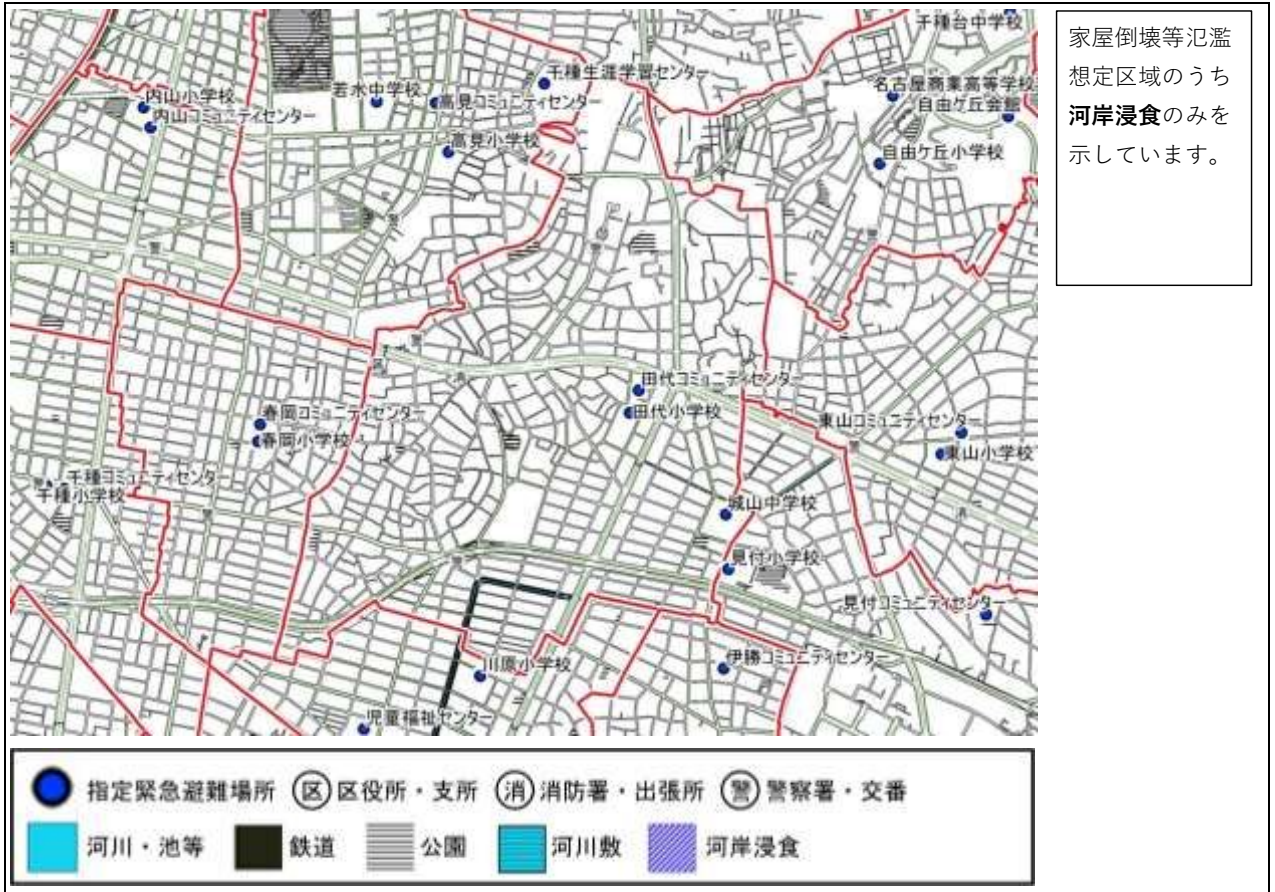 千種台中学校
千種生涯学習センター
名古屋商業高等学校
内山小学校
若水中学校
高見コミュニティセンター
自由ケ丘会館
内山コミュニティセンター
高見小学校
自由ケ丘小学校
田代コミュニティセンター
春岡コミュニティセンター
田代小学校
東山コミュニティセンター
春岡小学校
東山小学校
千種コミュニティセンター
千種小学校
城山中学校
見付小学校
見付コミュニティセンター
川原小学校
伊勝コミュニティセンター
児童福祉センター
指定緊急避難場所 区 区役所・支所 消 消防署・出張所 警 警察署・交番
河川・池等 鉄道 公園 河川敷 河岸浸食
家屋倒壊等氾濫
想定区域のうち
河岸浸食のみを
示しています。